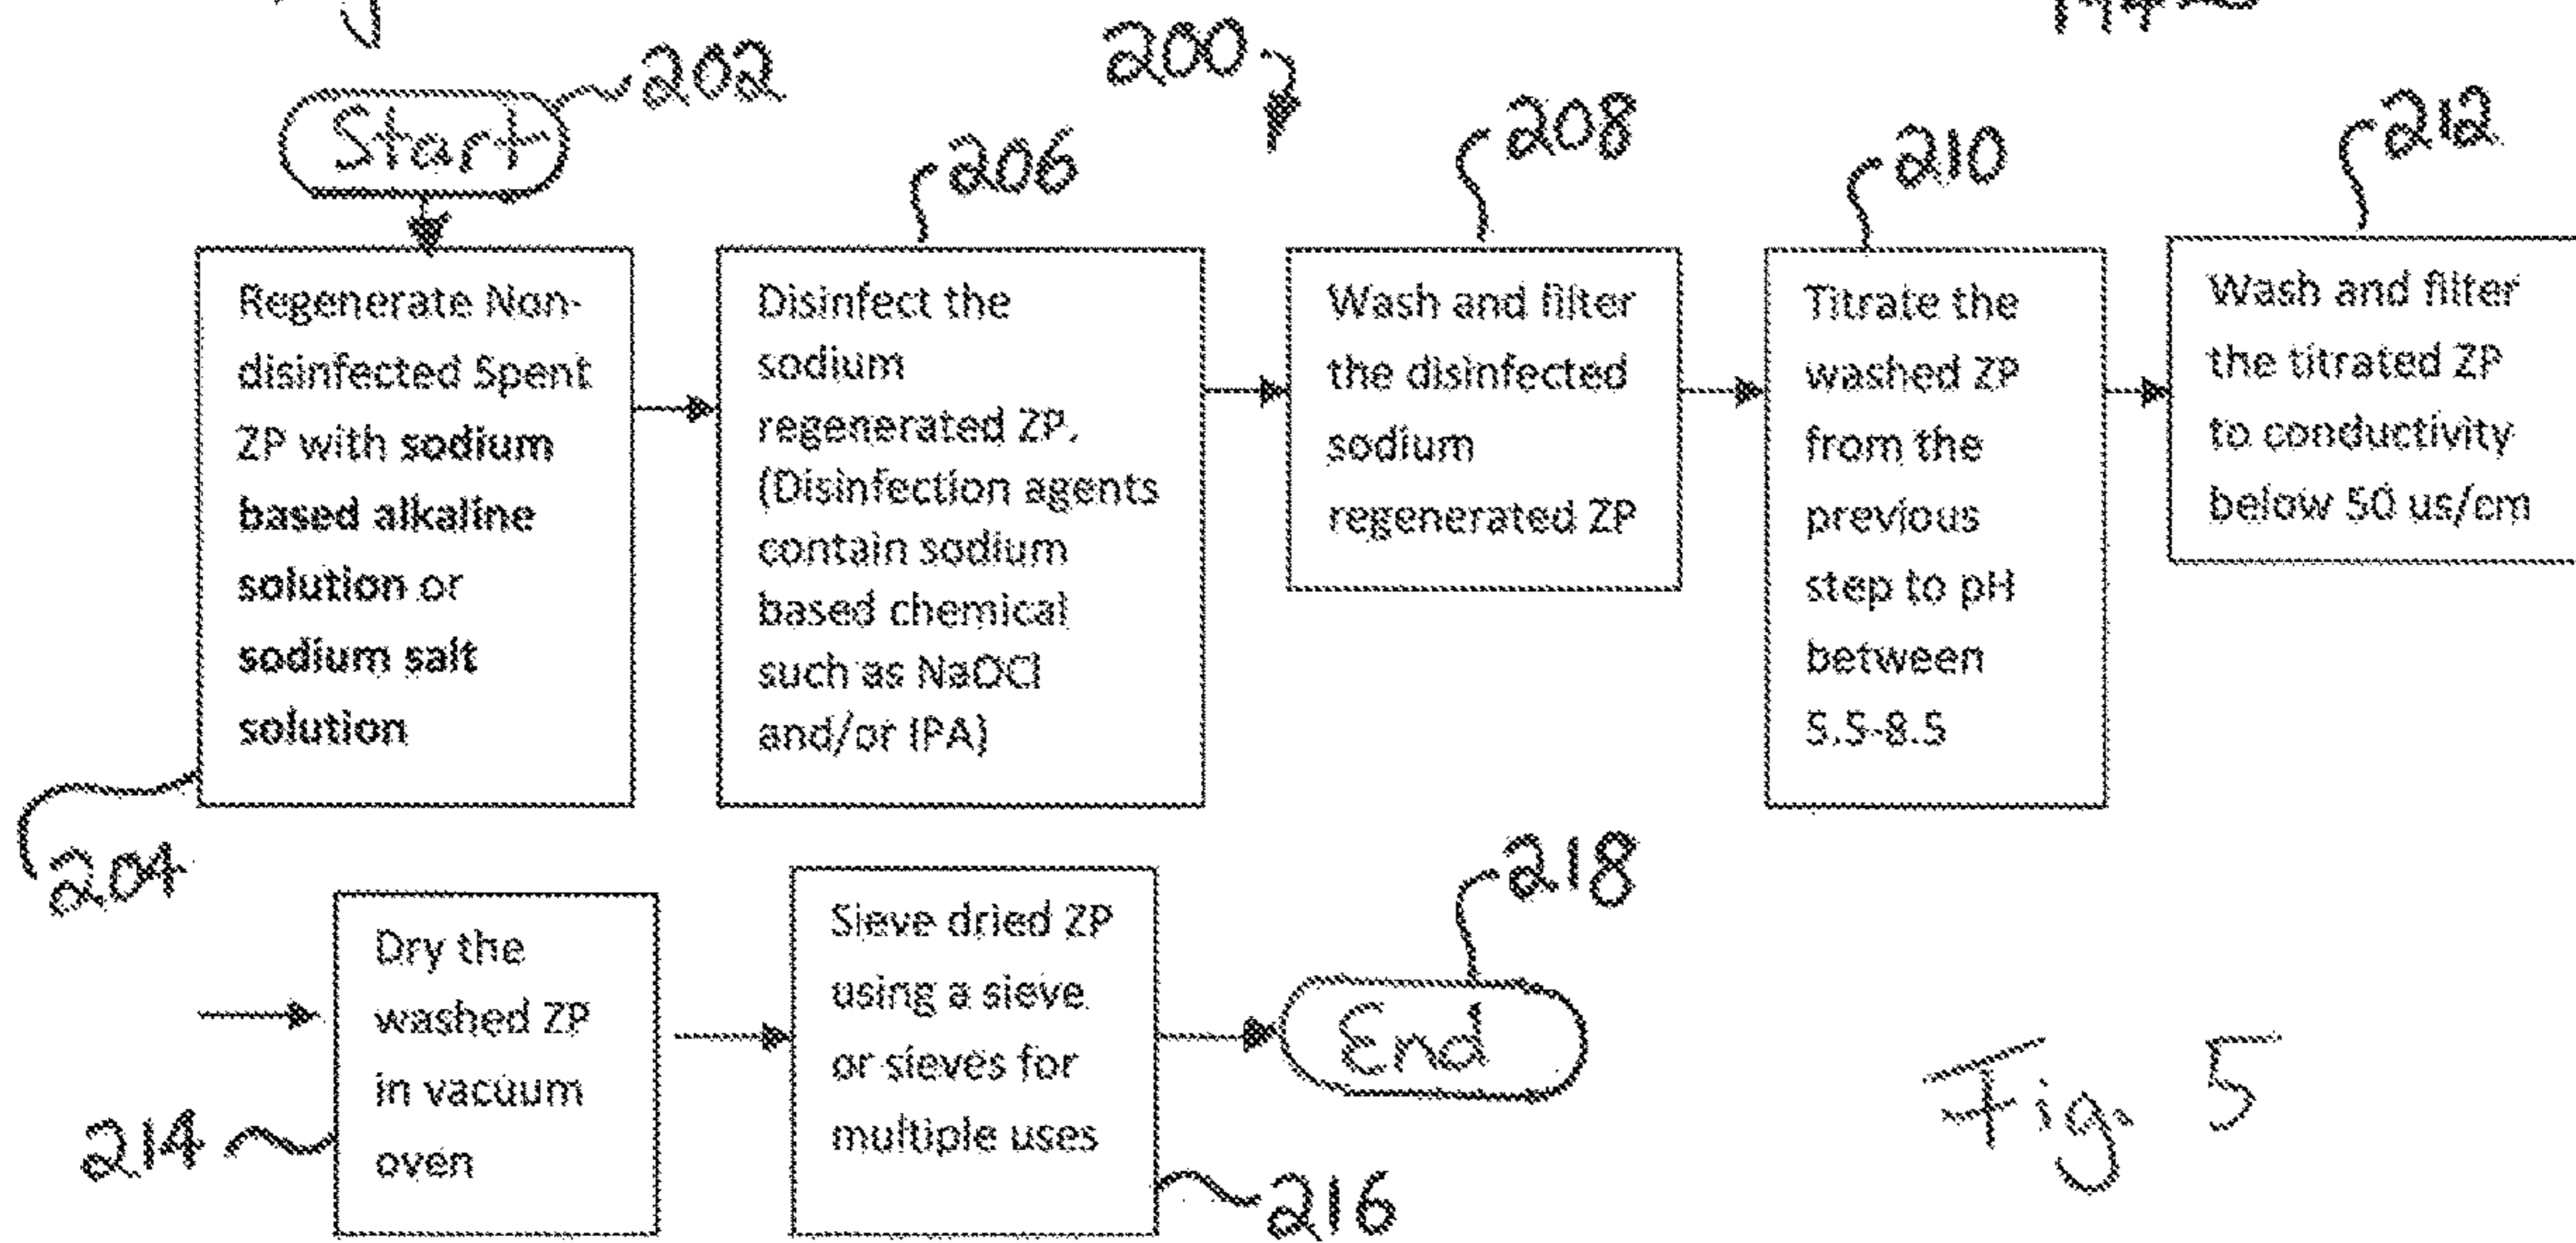 202
200
Start
206
208
210
212
Regenerate Non-
disinfected Spent
ZP with sodium
based alkaline
solution or
sodium salt
solution
204
Disinfect the
sodium
regenerated ZP.
(Disinfection agents
contain sodium
based chemical
such as NaOCl
and/or IPA)
Wash and filter
the disinfected
sodium
regenerated ZP
Titrate the
washed ZP
from the
previous
step to pH
between
5.5-8.5
Wash and filter
the titrated ZP
to conductivity
below 50 us/cm
Dry the
washed ZP
in vacuum
oven
214
Sieve dried ZP
using a sieve
or sieves for
multiple uses
216
218
End
Fig. 5